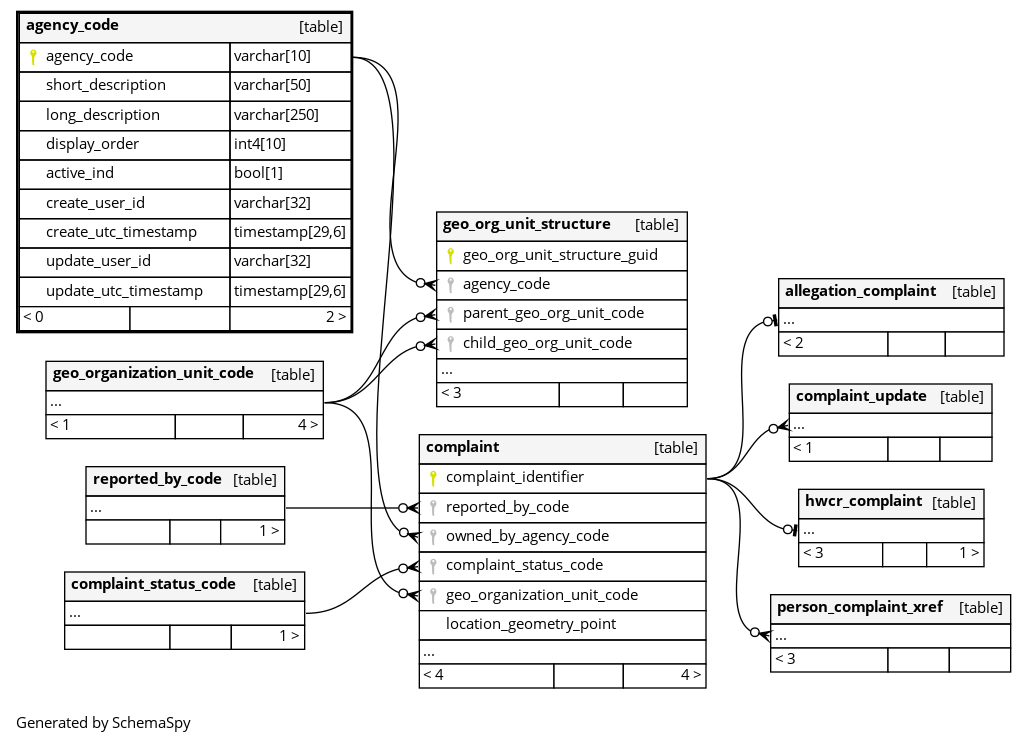 agency_code [table]
agency_code varchar[10]
short_description varchar[50]
long_description varchar[250]
display_order int4[10]
active_ind bool[1]
create_user_id varchar[32]
create_utc_timestamp timestamp[29,6]
update_user_id varchar[32]
update_utc_timestamp timestamp[29,6]
< 0 2 >
geo_organization_unit_code [table]
...
< 1 4 >
reported_by_code [table]
...
1 >
complaint_status_code [table]
...
1 >
geo_org_unit_structure [table]
geo_org_unit_structure_guid
agency_code
parent_geo_org_unit_code
child_geo_org_unit_code
...
< 3
complaint [table]
complaint_identifier
reported_by_code
owned_by_agency_code
complaint_status_code
geo_organization_unit_code
location_geometry_point
...
< 4 4 >
allegation_complaint [table]
...
< 2
complaint_update [table]
...
< 1
hwcr_complaint [table]
...
< 3 1 >
person_complaint_xref [table]
...
< 3
Generated by SchemaSpy